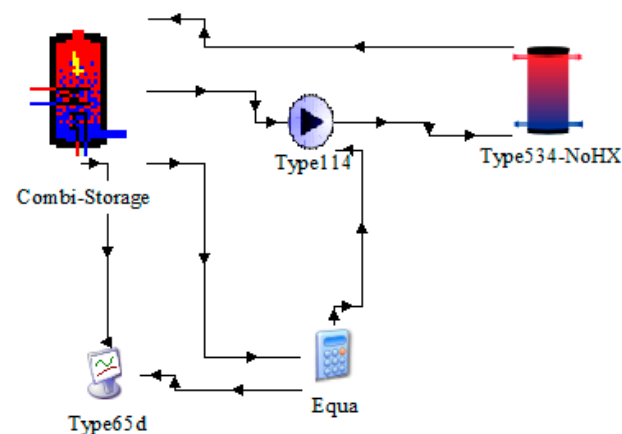 Type114
Type534-NoHX
Combi-Storage
Type65d
Equa